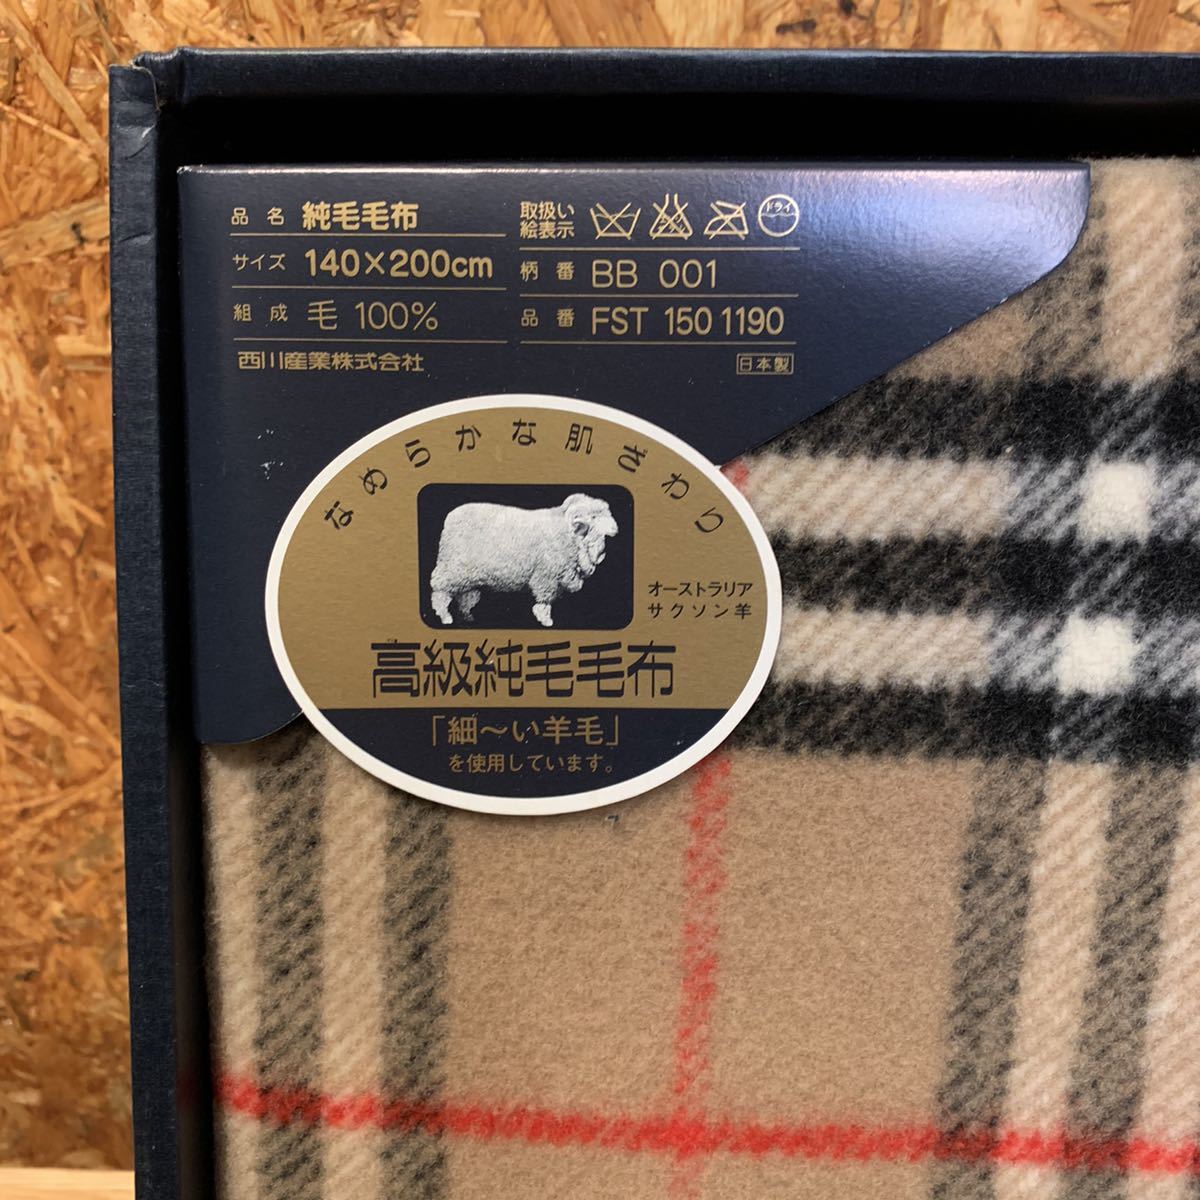 品名 純毛毛布
サイズ 140×200cm
組成 毛 100%
西川産業株式会社
取扱い
絵表示
ドライ
柄番 BB 001
品番 FST 150 1190
日本製
なめらかな肌ざわり
オーストラリア
サクソン羊
高級純毛毛布
「細〜い羊毛」
を使用しています。